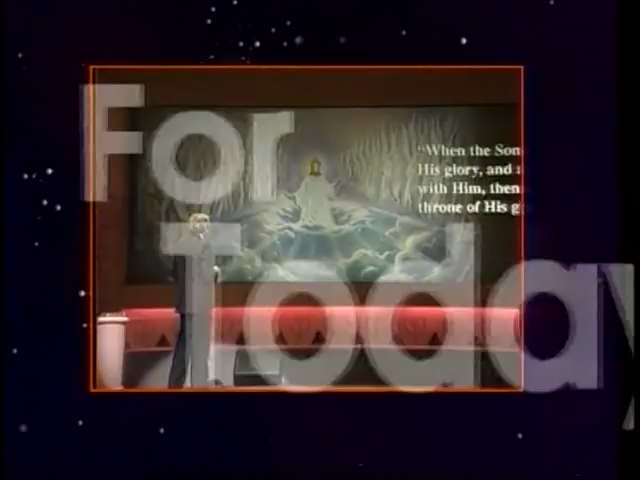 For
Today
"When the Son
His glory, and
with Him, then
throne of His g